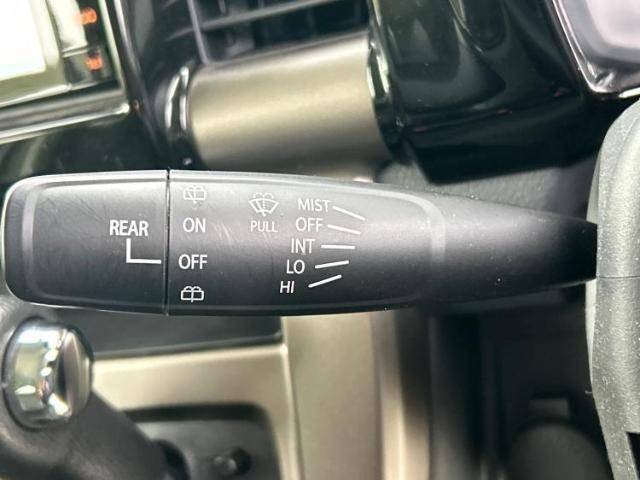 REAR
ON
OFF
PULL
MIST
OFF
INT
LO
HI